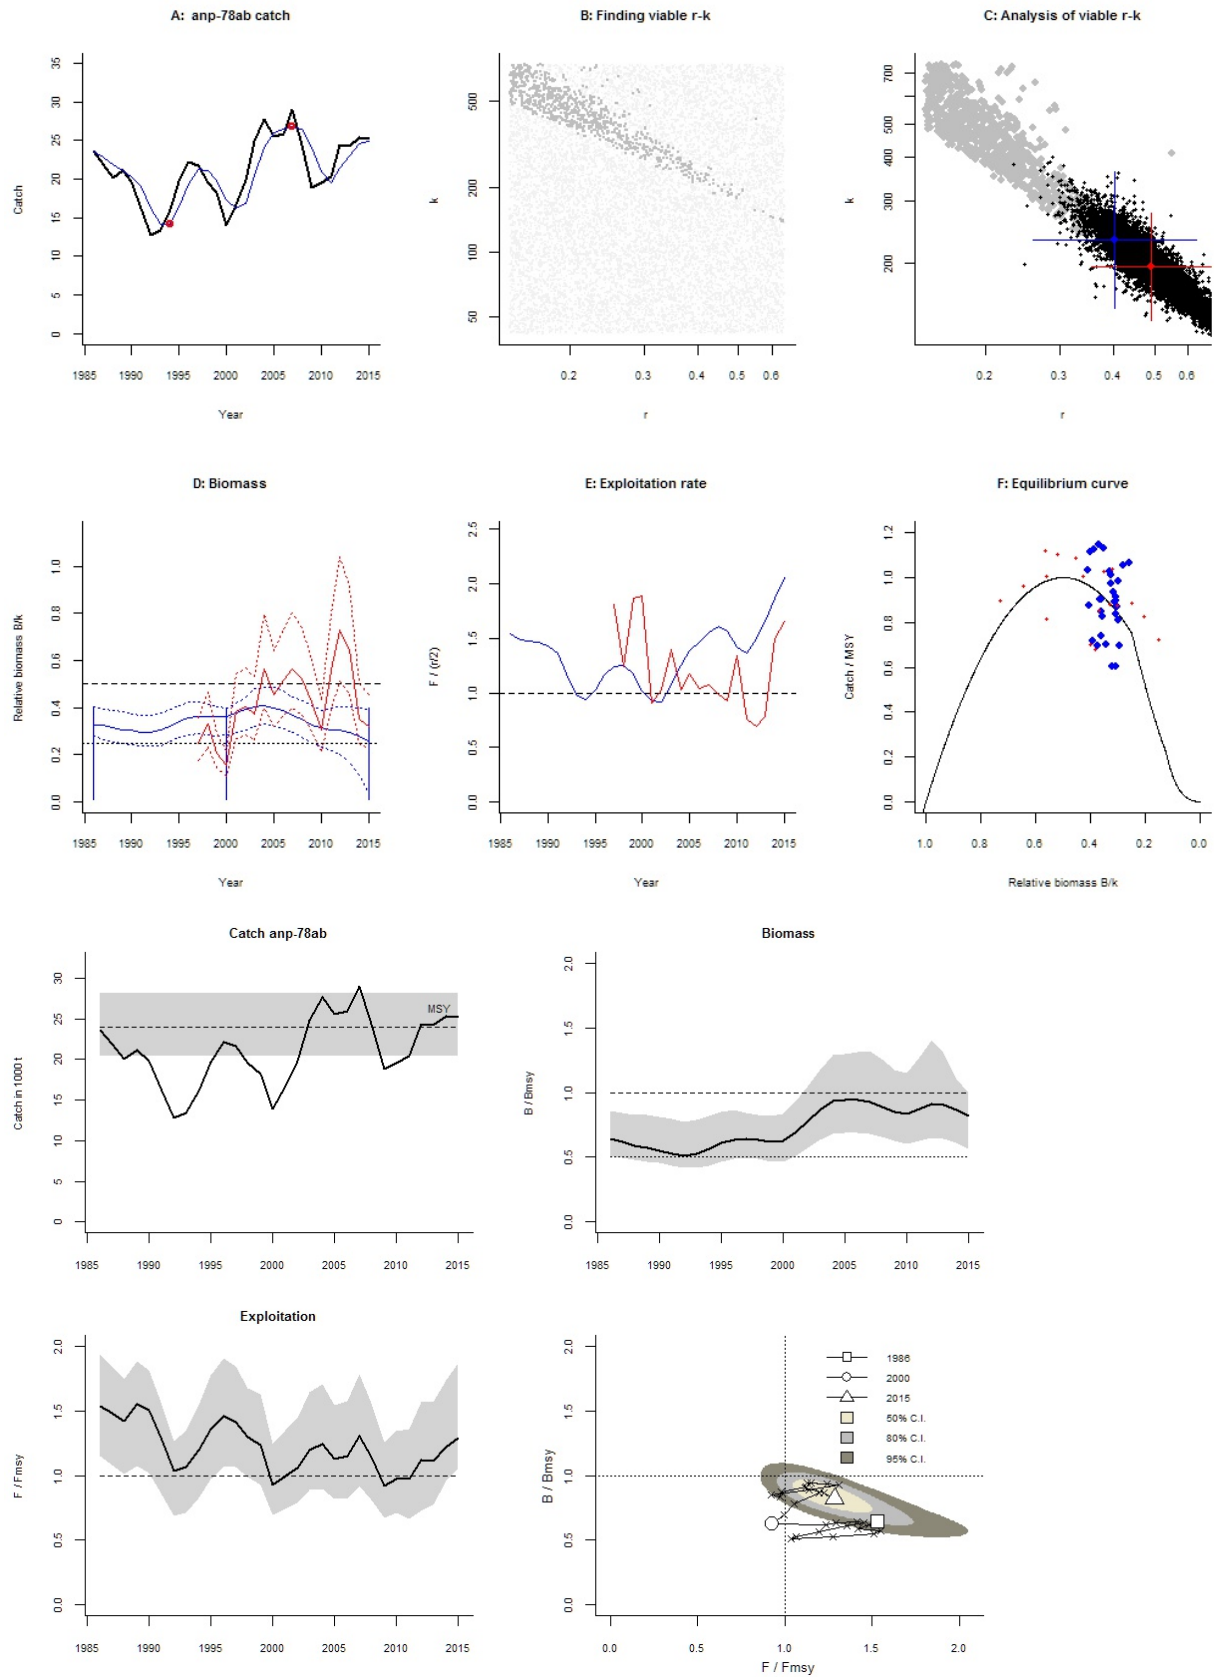 A: anp-78ab catch
B: Finding viable r-k
C: Analysis of viable r-k
Catch
0 5 10 15 20 25 30 35
1985 1990 1995 2000 2005 2010 2015
Year
k
50 100 200 500
0.2 0.3 0.4 0.5 0.6
r
k
200 300 400 500 700
0.2 0.3 0.4 0.5 0.6
r
D: Biomass
E: Exploitation rate
F: Equilibrium curve
Relative biomass B/k
0.0 0.2 0.4 0.6 0.8 1.0
1985 1990 1995 2000 2005 2010 2015
Year
F / (r/2)
0.0 0.5 1.0 1.5 2.0 2.5
1985 1990 1995 2000 2005 2010 2015
Year
Catch / MSY
0.0 0.2 0.4 0.6 0.8 1.0 1.2
1.0 0.8 0.6 0.4 0.2 0.0
Relative biomass B/k
Catch anp-78ab
Biomass
Catch in 1000 t
0 5 10 15 20 25 30
MSY
1985 1990 1995 2000 2005 2010 2015
B / Bmsy
0.0 0.5 1.0 1.5 2.0
1985 1990 1995 2000 2005 2010 2015
Exploitation
F / Fmsy
0.0 0.5 1.0 1.5 2.0
1985 1990 1995 2000 2005 2010 2015
B / Bmsy
0.0 0.5 1.0 1.5 2.0
1986
2000
2015
50% C.I.
80% C.I.
95% C.I.
0.0 0.5 1.0 1.5 2.0
F / Fmsy